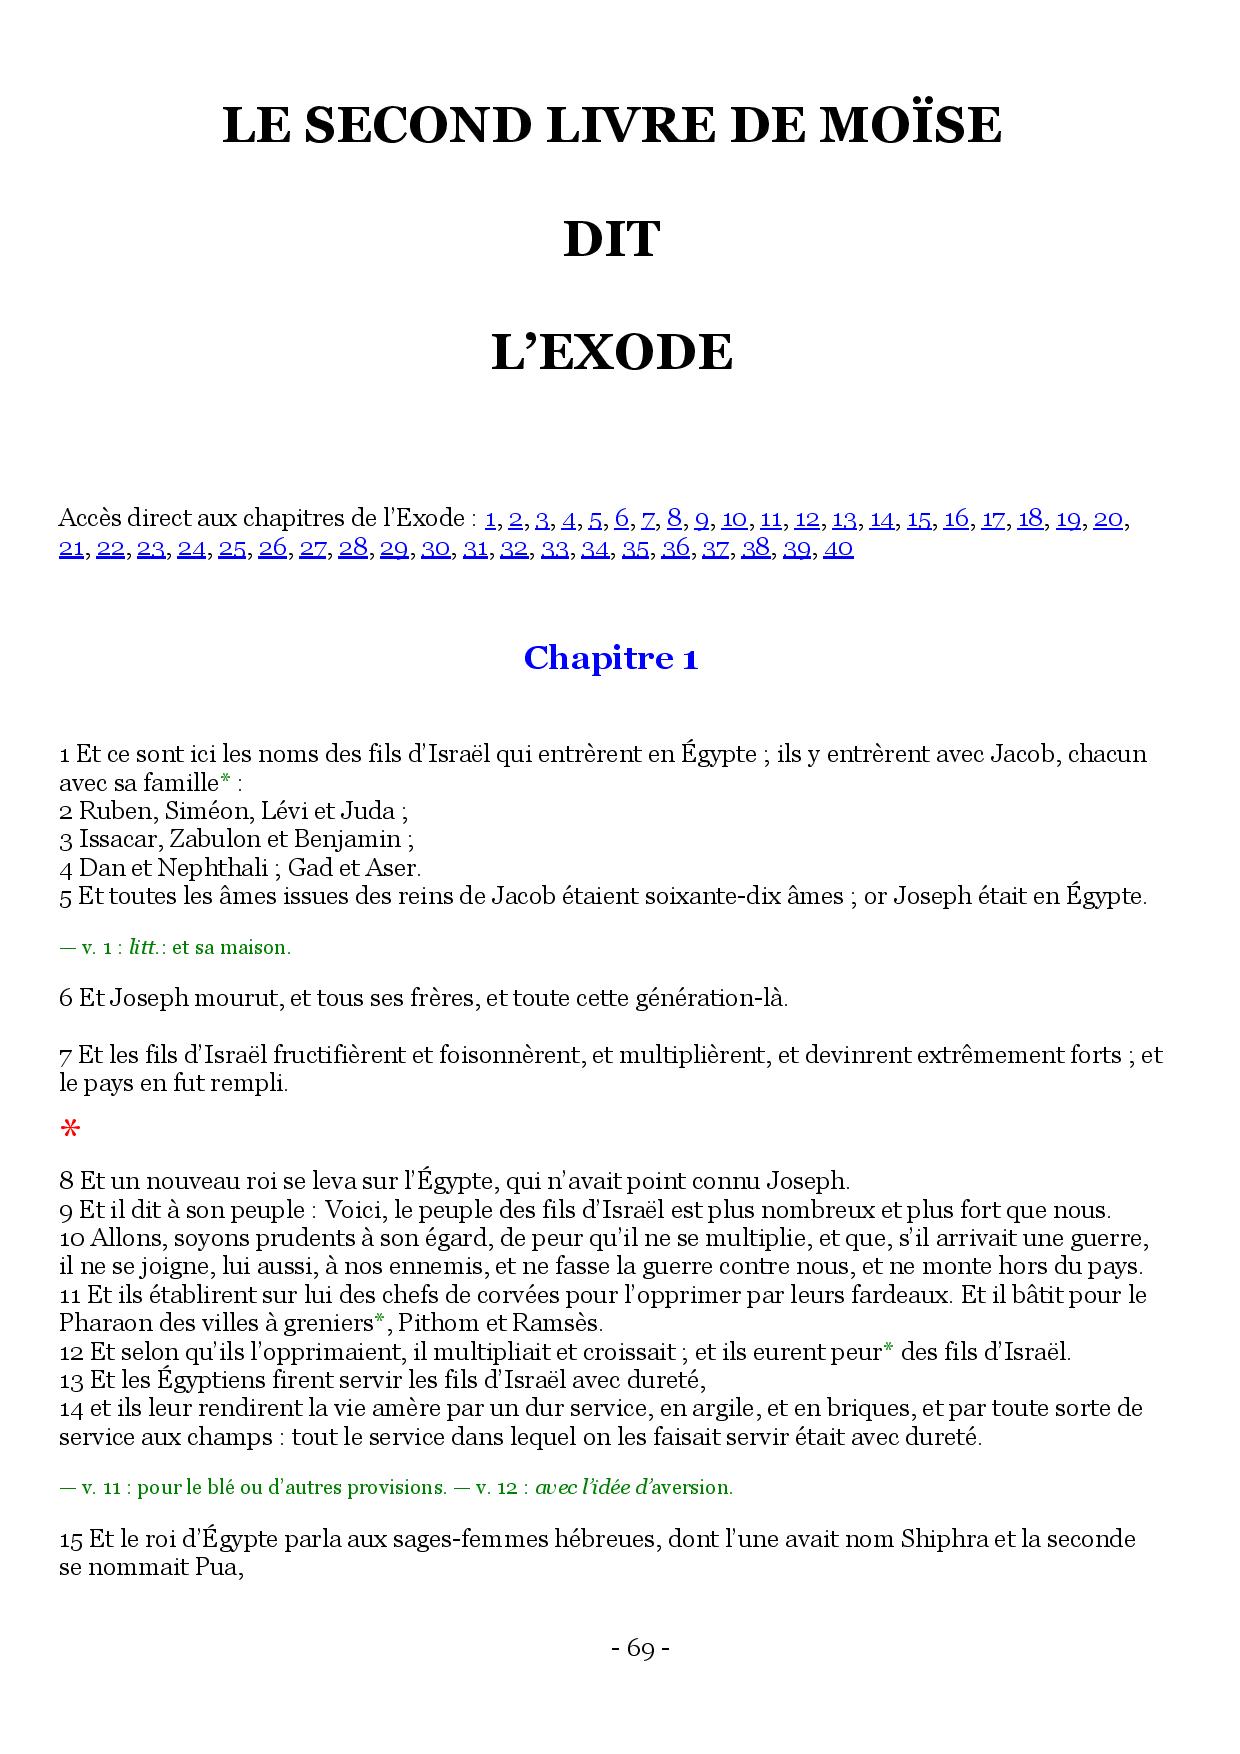 LE SECOND LIVRE DE MOÏSE
DIT
L’EXODE
Accès direct aux chapitres de l’Exode : 1, 2, 3, 4, 5, 6, 7, 8, 9, 10, 11, 12, 13, 14, 15, 16, 17, 18, 19, 20,
21, 22, 23, 24, 25, 26, 27, 28, 29, 30, 31, 32, 33, 34, 35, 36, 37, 38, 39, 40
Chapitre 1
1 Et ce sont ici les noms des fils d’Israël qui entrèrent en Égypte ; ils y entrèrent avec Jacob, chacun
avec sa famille* :
2 Ruben, Siméon, Lévi et Juda ;
3 Issacar, Zabulon et Benjamin ;
4 Dan et Nephthali ; Gad et Aser.
5 Et toutes les âmes issues des reins de Jacob étaient soixante-dix âmes ; or Joseph était en Égypte.
— v. 1 : litt.: et sa maison.
6 Et Joseph mourut, et tous ses frères, et toute cette génération-là.
7 Et les fils d’Israël fructifièrent et foisonnèrent, et multiplièrent, et devinrent extrêmement forts ; et
le pays en fut rempli.
*
8 Et un nouveau roi se leva sur l’Égypte, qui n’avait point connu Joseph.
9 Et il dit à son peuple : Voici, le peuple des fils d’Israël est plus nombreux et plus fort que nous.
10 Allons, soyons prudents à son égard, de peur qu’il ne se multiplie, et que, s’il arrivait une guerre,
il ne se joigne, lui aussi, à nos ennemis, et ne fasse la guerre contre nous, et ne monte hors du pays.
11 Et ils établirent sur lui des chefs de corvées pour l’opprimer par leurs fardeaux. Et il bâtit pour le
Pharaon des villes à greniers*, Pithom et Ramsès.
12 Et selon qu’ils l’opprimaient, il multipliait et croissait ; et ils eurent peur* des fils d’Israël.
13 Et les Égyptiens firent servir les fils d’Israël avec dureté,
14 et ils leur rendirent la vie amère par un dur service, en argile, et en briques, et par toute sorte de
service aux champs : tout le service dans lequel on les faisait servir était avec dureté.
— v. 11 : pour le blé ou d’autres provisions. — v. 12 : avec l’idée d’aversion.
15 Et le roi d’Égypte parla aux sages-femmes hébreues, dont l’une avait nom Shiphra et la seconde
se nommait Pua,
- 69 -